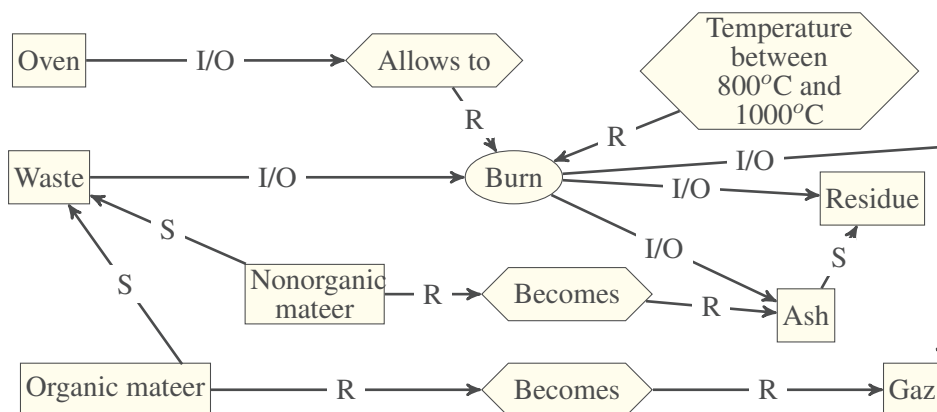 Temperature
between
800°C and
1000°C
Oven
I/O
Allows to
R
R
I/O
Waste
I/O
Burn
I/O
Residue
S
I/O
S
S
Nonorganic
mateer
R
Becomes
R
Ash
Organic mateer
R
Becomes
R
Gaz